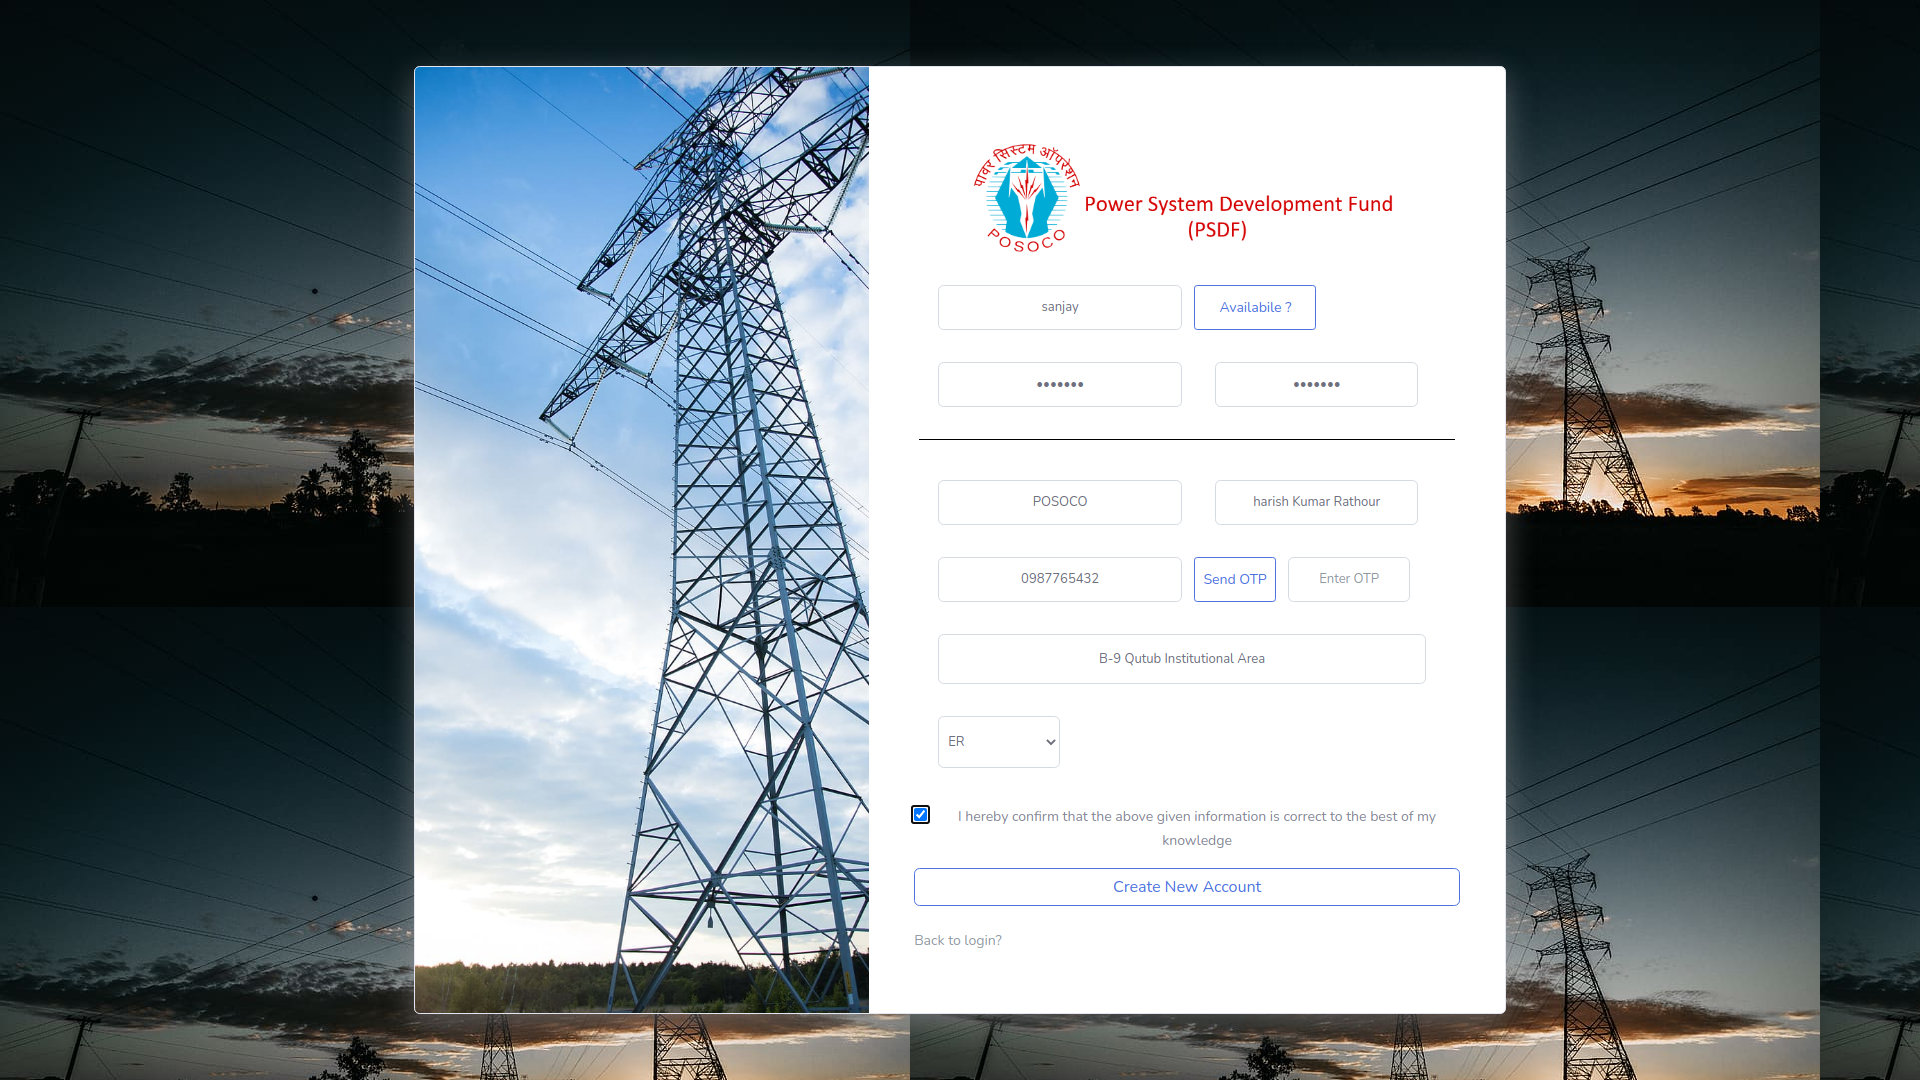 पावर सिस्टम ऑपरेशन
POSOCO
Power System Development Fund
(PSDF)
sanjay
Availabile ?
•••••••
•••••••
POSOCO
harish Kumar Rathour
0987765432
Send OTP
Enter OTP
B-9 Qutub Institutional Area
ER
I hereby confirm that the above given information is correct to the best of my
knowledge
Create New Account
Back to login?